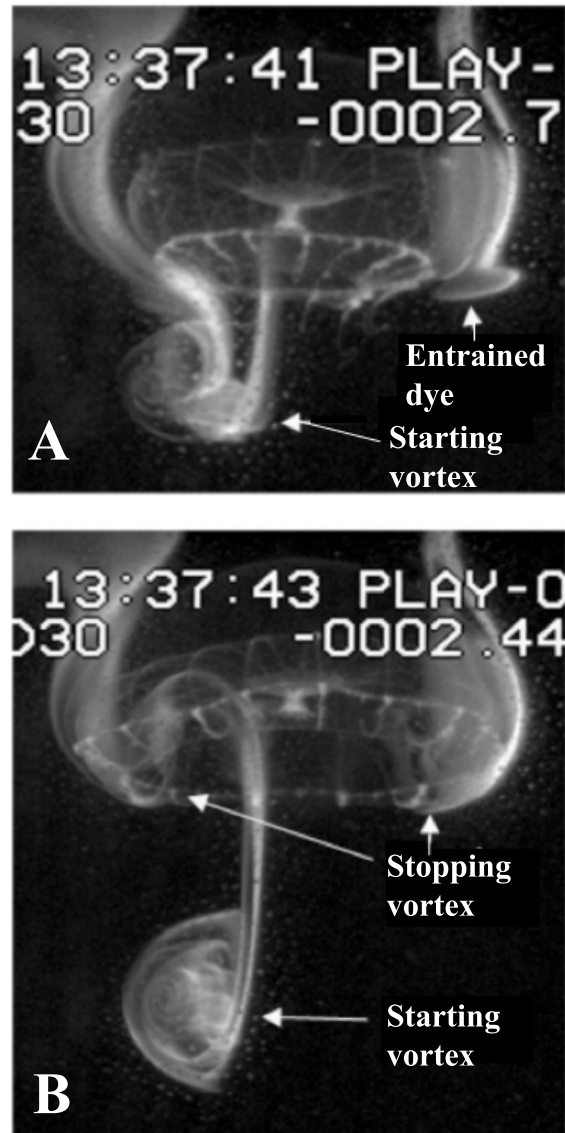 13:37:41 PLAY-
30 -0002.7
Entrained
dye
Starting
vortex
A
13:37:43 PLAY-0
030 -0002.44
Stopping
vortex
Starting
vortex
B